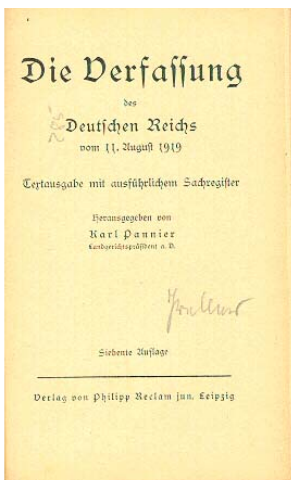 Die Verfassung
des
Deutschen Reichs
vom 11. August 1919
Textausgabe mit ausführlichem Sachregister
Herausgegeben von
Karl Pannier
Landgerichtspräsident a. D.
Siebente Auflage
Verlag von Philipp Reclam jun. Leipzig